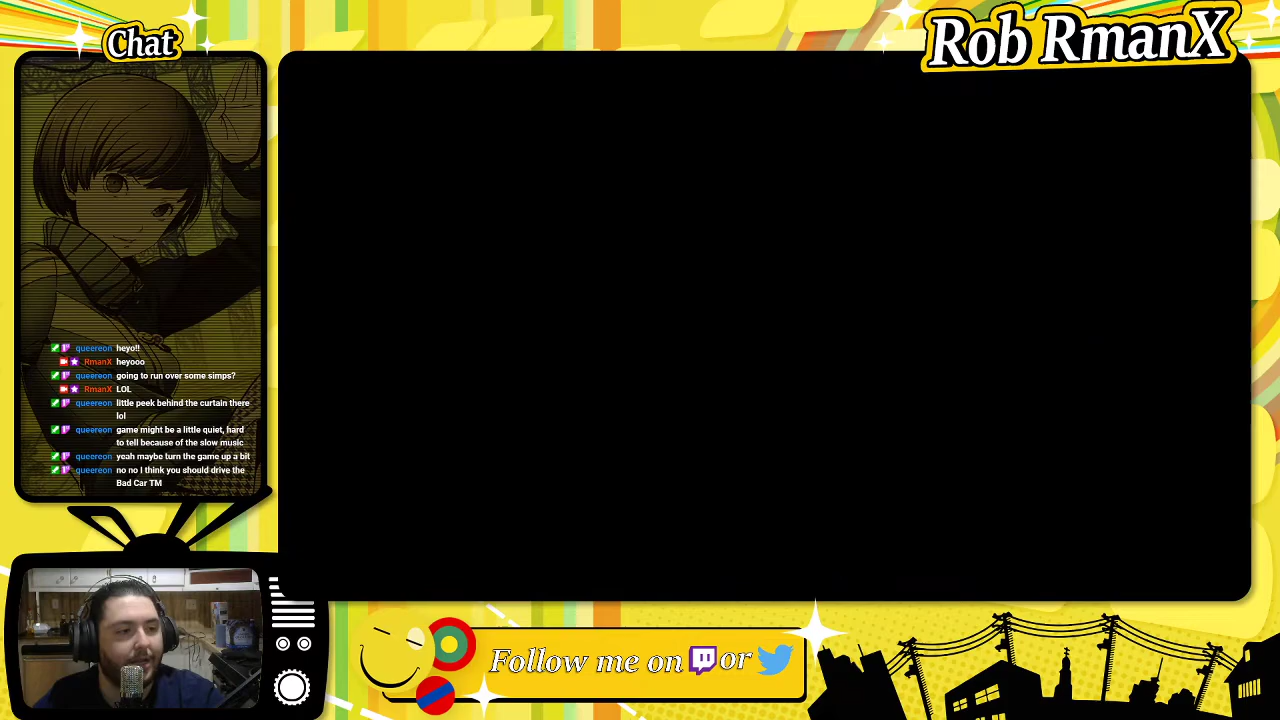 Chat
Rob RmanX
queereon heyo!!
RmanX heyooo
queereon going to run over some simps?
RmanX LOL
queereon little peek behind the curtain there
lol
queereon game might be a little quiet, hard
to tell because of the slow music
queereon yeah maybe turn the game up a bit
queereon no no I think you should drive the
Bad Car TM
Follow me on or